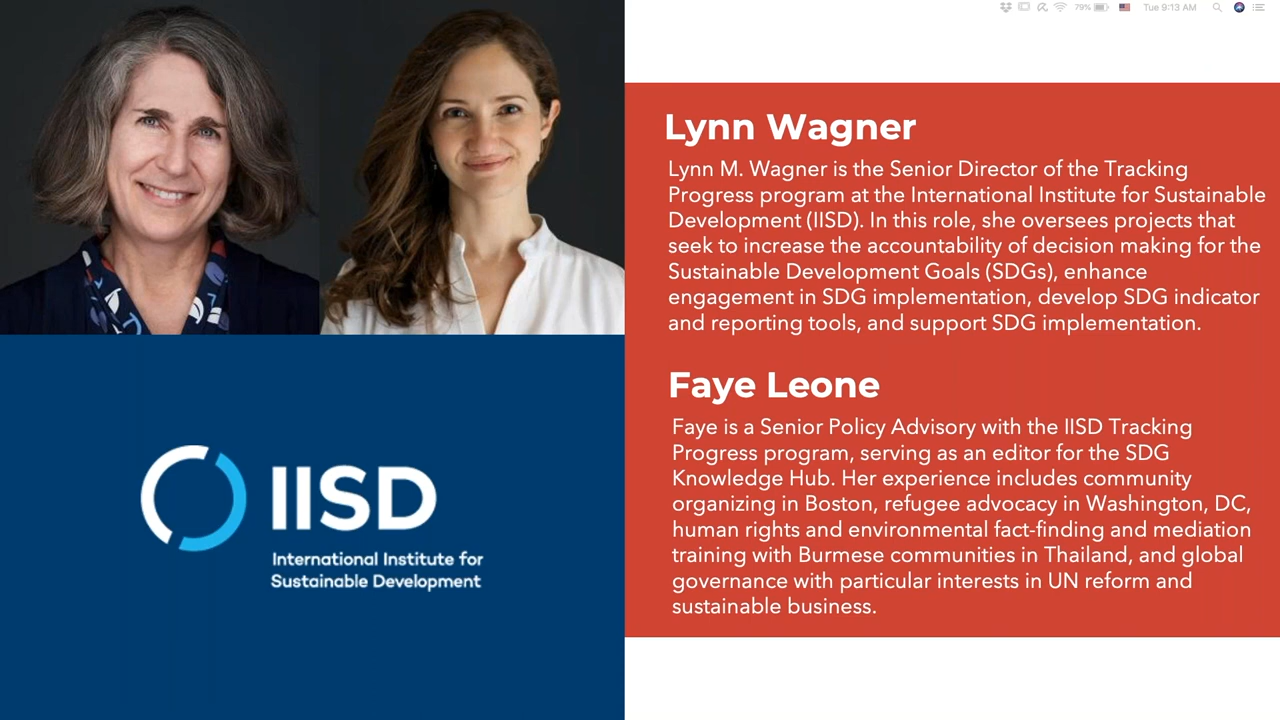 79%
Tue 9:13 AM
Lynn Wagner
Lynn M. Wagner is the Senior Director of the Tracking
Progress program at the International Institute for Sustainable
Development (IISD). In this role, she oversees projects that
seek to increase the accountability of decision making for the
Sustainable Development Goals (SDGs), enhance
engagement in SDG implementation, develop SDG indicator
and reporting tools, and support SDG implementation.
Faye Leone
Faye is a Senior Policy Advisory with the IISD Tracking
Progress program, serving as an editor for the SDG
Knowledge Hub. Her experience includes community
organizing in Boston, refugee advocacy in Washington, DC,
human rights and environmental fact-finding and mediation
training with Burmese communities in Thailand, and global
governance with particular interests in UN reform and
sustainable business.
IISD
International Institute for
Sustainable Development